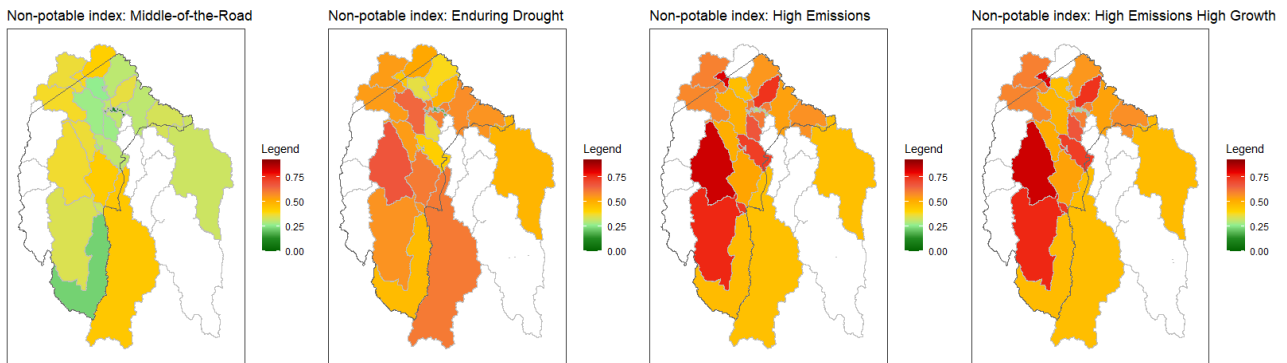 Non-potable index: Middle-of-the-Road
Legend
0.75
0.50
0.25
0.00
Non-potable index: Enduring Drought
Legend
0.75
0.50
0.25
0.00
Non-potable index: High Emissions
Legend
0.75
0.50
0.25
0.00
Non-potable index: High Emissions High Growth
Legend
0.75
0.50
0.25
0.00